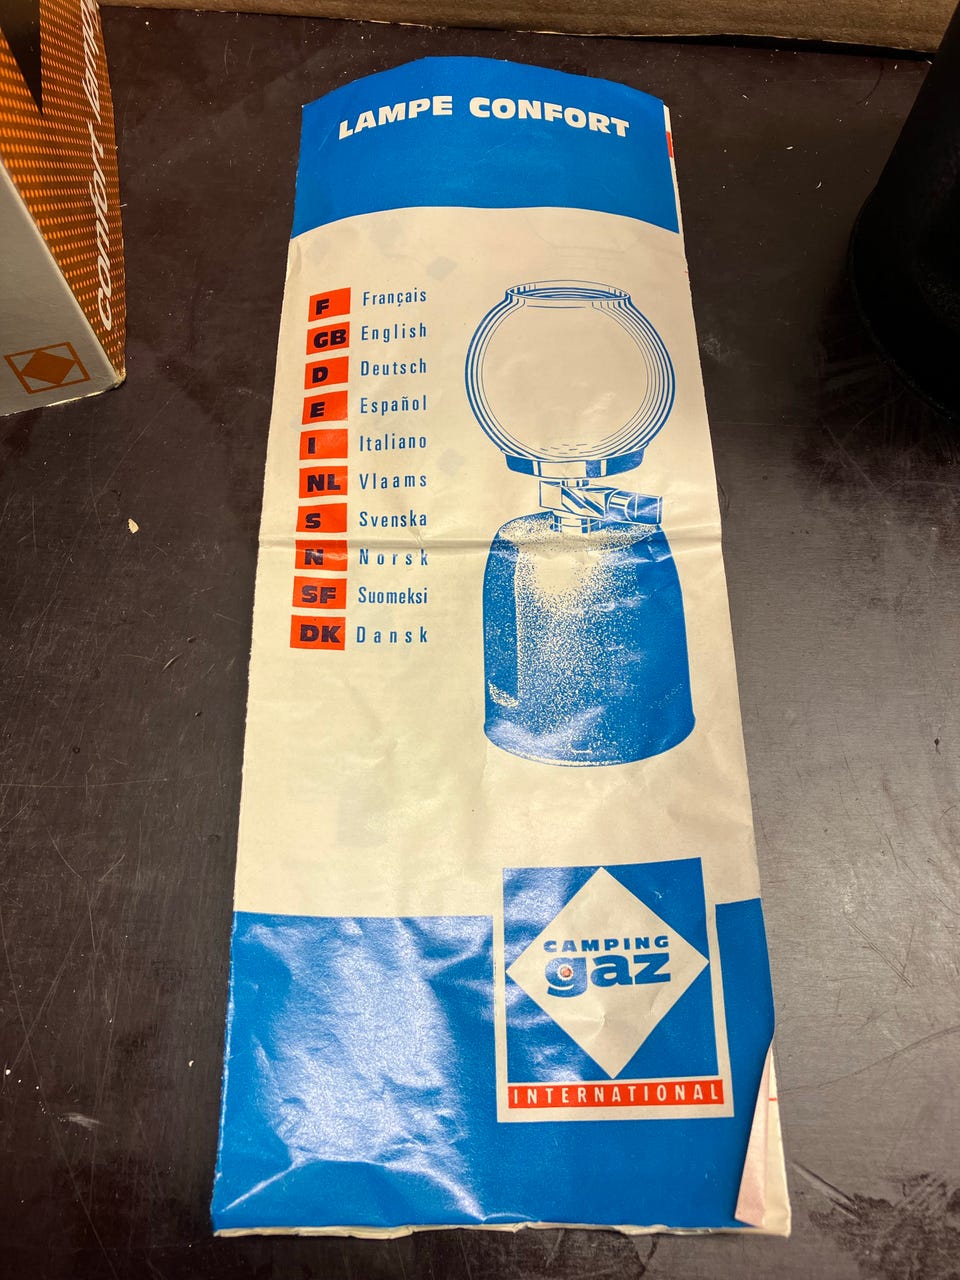 LAMPE CONFORT
F Français
GB English
D Deutsch
E Español
I Italiano
NL Vlaams
S Svenska
N Norsk
SF Suomeksi
DK Dansk
CAMPING
gaz
INTERNATIONAL
confort